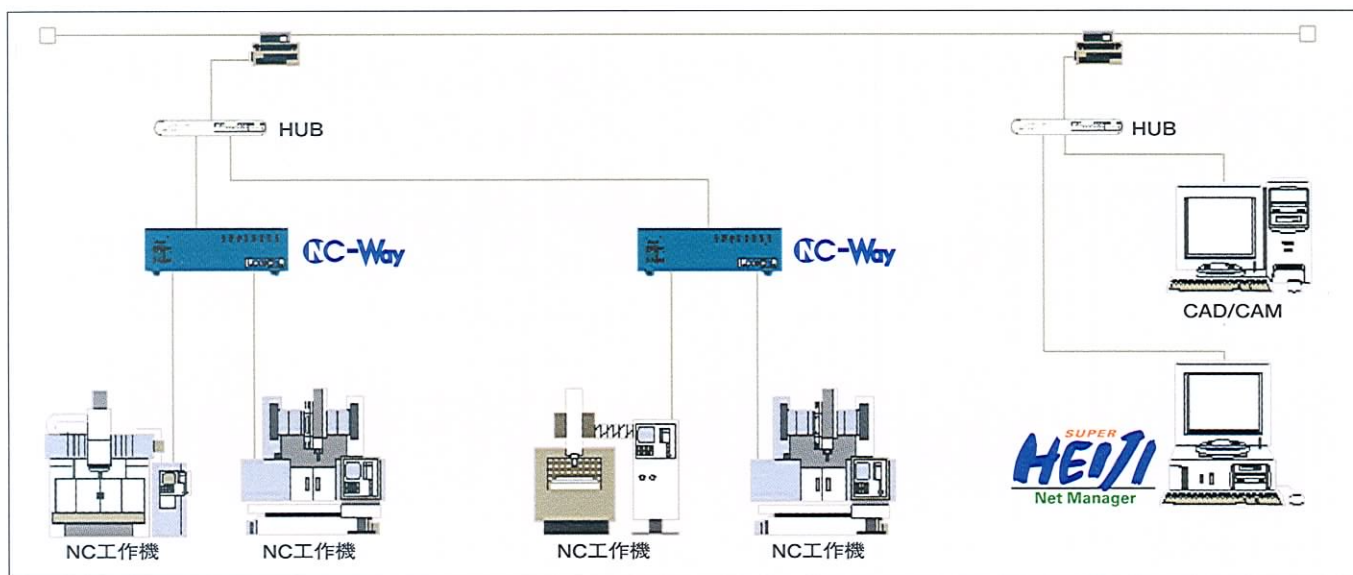 HUB
HUB
NC-Way
NC-Way
CAD/CAM
SUPER
HEIJI
Net Manager
NC工作機
NC工作機
NC工作機
NC工作機